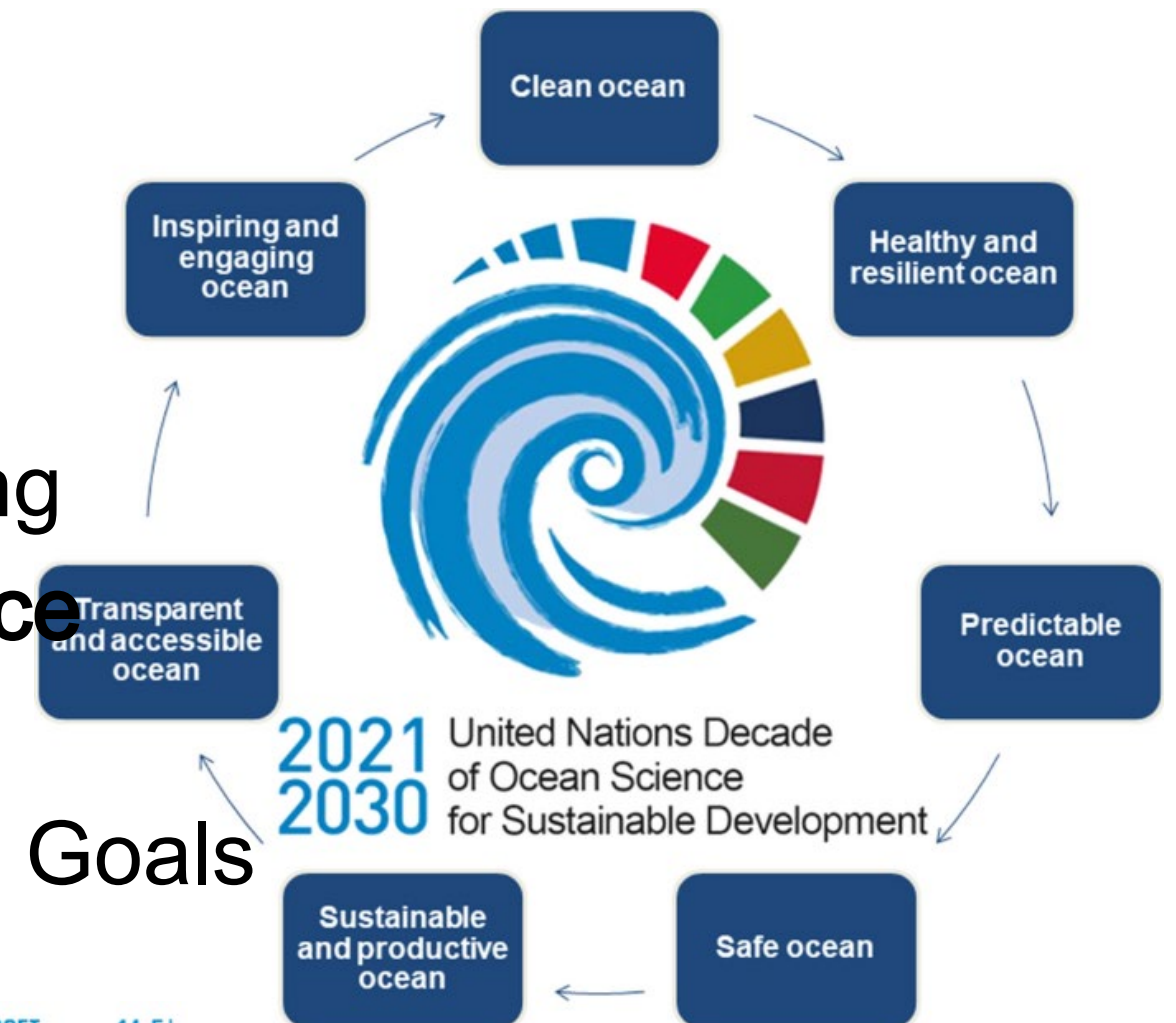 Clean ocean
Inspiring and
engaging
ocean
Healthy and
resilient ocean
ng
ce
Transparent
and accessible
ocean
Predictable
ocean
2021
2030
United Nations Decade
of Ocean Science
for Sustainable Development
Goals
Sustainable
and productive
ocean
Safe ocean